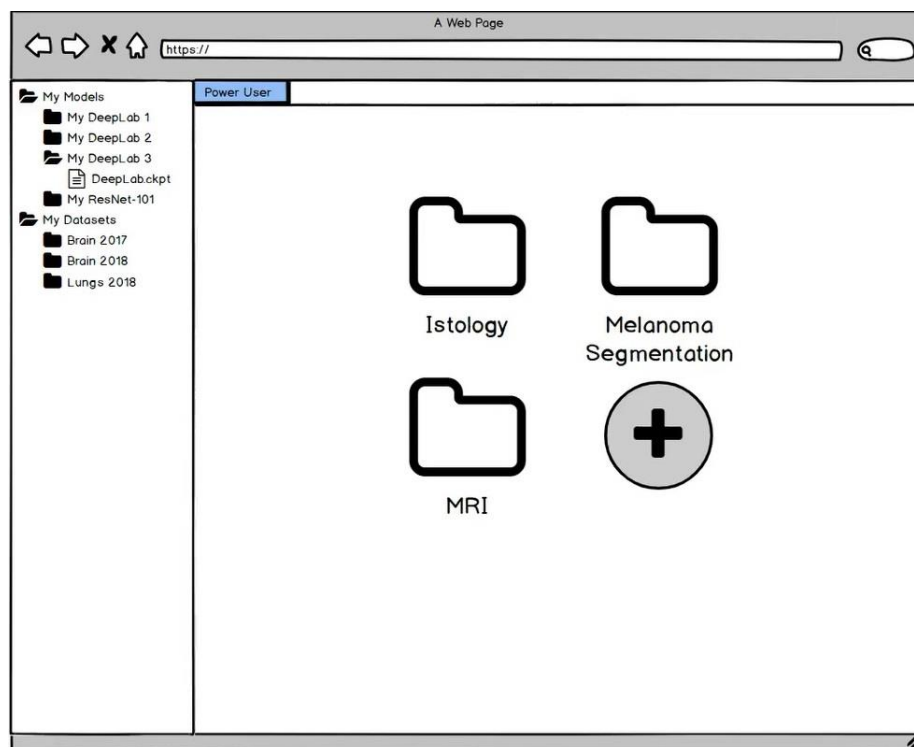 A Web Page
https://
My Models
My DeepLab 1
My DeepLab 2
My DeepLab 3
DeepLab.ckpt
My ResNet-101
My Datasets
Brain 2017
Brain 2018
Lungs 2018
Power User
Istology
Melanoma
Segmentation
MRI